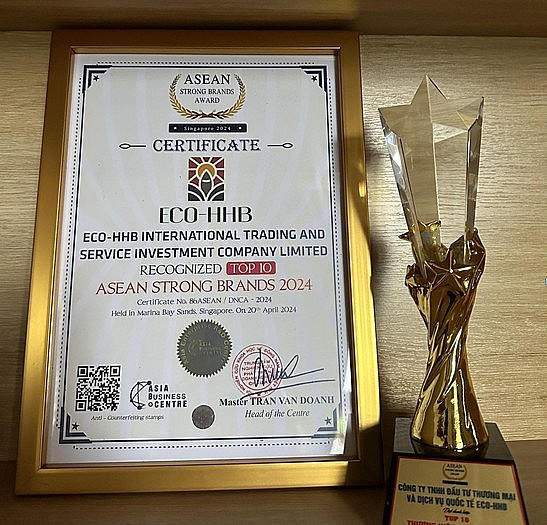 ASEAN
STRONG BRANDS
AWARD
Singapore 2024
CERTIFICATE
ECO-HHB
ECO-HHB INTERNATIONAL TRADING AND
SERVICE INVESTMENT COMPANY LIMITED
RECOGNIZED TOP 10
ASEAN STRONG BRANDS 2024
Certificate No. 86ASEAN / DNCA - 2024
Held in Marina Bay Sands, Singapore. On 20th April 2024
ASIA
BUSINESS
CENTRE
Anti - Counterfeiting stamps
Master TRAN VAN DOANH
Head of the Centre
CÔNG TY TNHH ĐẦU TƯ THƯƠNG MẠI
VÀ DỊCH VỤ QUỐC TẾ ECO-HHB
TOP 10